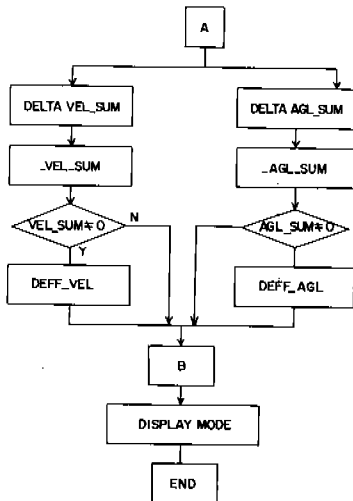 A
DELTA VEL_SUM
DELTA AGL_SUM
_VEL_SUM
_AGL_SUM
VEL_SUM≠0
N
AGL_SUM≠0
Y
DEFF_VEL
DEFF_AGL
B
DISPLAY MODE
END